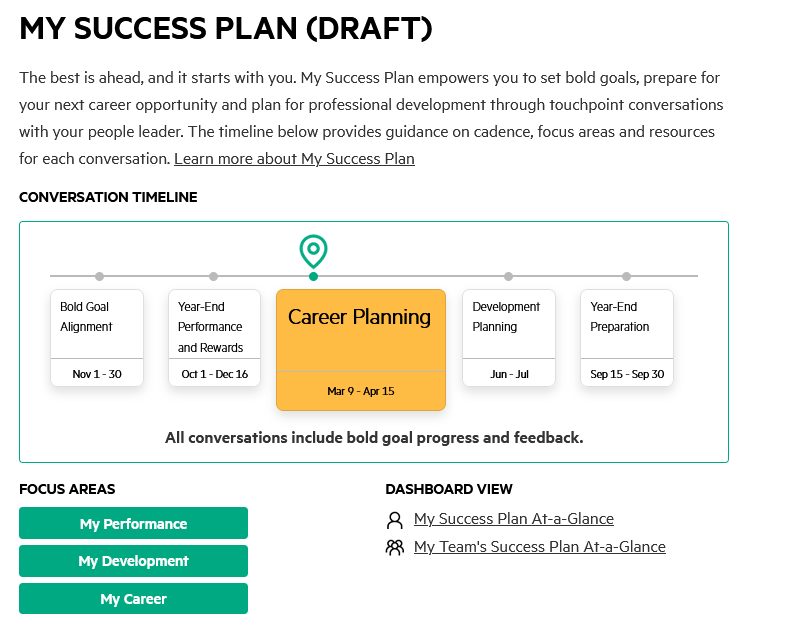 MY SUCCESS PLAN (DRAFT)
The best is ahead, and it starts with you. My Success Plan empowers you to set bold goals, prepare for
your next career opportunity and plan for professional development through touchpoint conversations
with your people leader. The timeline below provides guidance on cadence, focus areas and resources
for each conversation. Learn more about My Success Plan
CONVERSATION TIMELINE
Bold Goal
Alignment
Nov 1 - 30
Year-End
Performance
and Rewards
Oct 1 - Dec 16
Career Planning
Mar 9 - Apr 15
Development
Planning
Jun - Jul
Year-End
Preparation
Sep 15 - Sep 30
All conversations include bold goal progress and feedback.
FOCUS AREAS
My Performance
My Development
My Career
DASHBOARD VIEW
My Success Plan At-a-Glance
My Team's Success Plan At-a-Glance